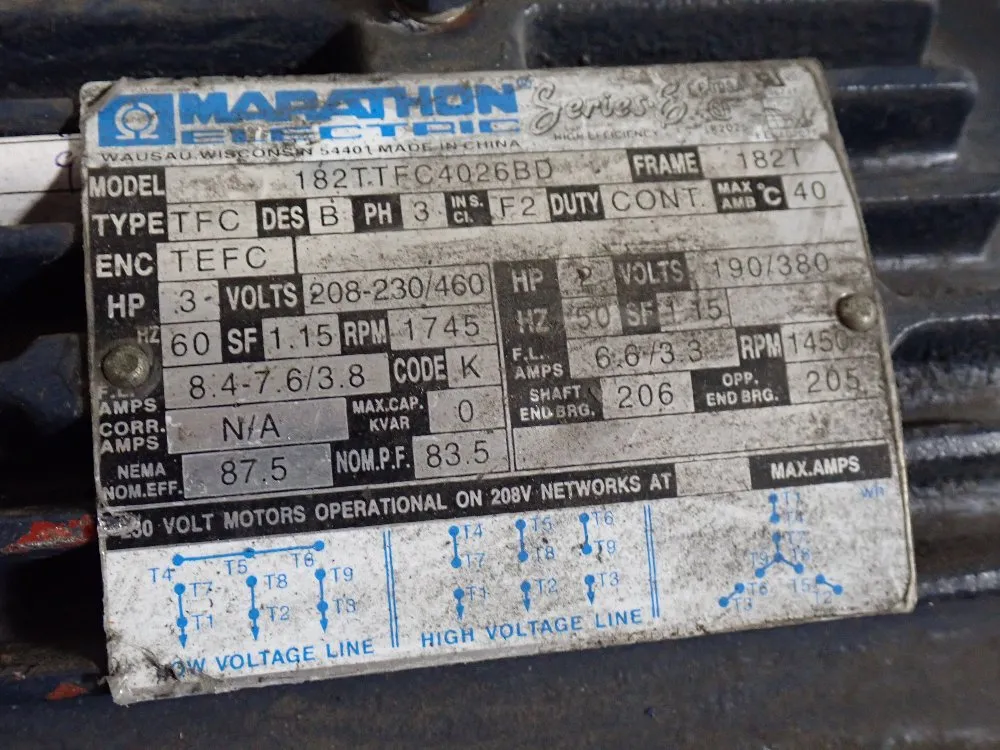 MARATHON ELECTRIC Series E
HIGH EFFICIENCY
WAUSAU, WISCONSIN 54401 MADE IN CHINA
MODEL 182TTFC4026BD FRAME 182T
TYPE TFC DES B PH 3 INS. CL. F2 DUTY CONT. MAX AMB °C 40
ENC TEFC
HP 3 VOLTS 208-230/460
HZ 60 SF 1.15 RPM 1745
F.L. AMPS 8.4-7.6/3.8 CODE K
CORR. AMPS N/A MAX.CAP. KVAR 0
NEMA NOM.EFF. 87.5 NOM.P.F. 83.5
HP 2 VOLTS 190/380
HZ 50 SF 1.15
F.L. AMPS 6.6/3.3 RPM 1450
SHAFT END BRG. 206 OPP. END BRG. 205
230 VOLT MOTORS OPERATIONAL ON 208V NETWORKS AT MAX.AMPS
T4 T5 T6
T7 T8 T9
T1 T2 T3
LOW VOLTAGE LINE
T4 T5 T6
T7 T8 T9
T1 T2 T3
HIGH VOLTAGE LINE
T1
T4
T7
T9 T8
T6 T5
T3 T2